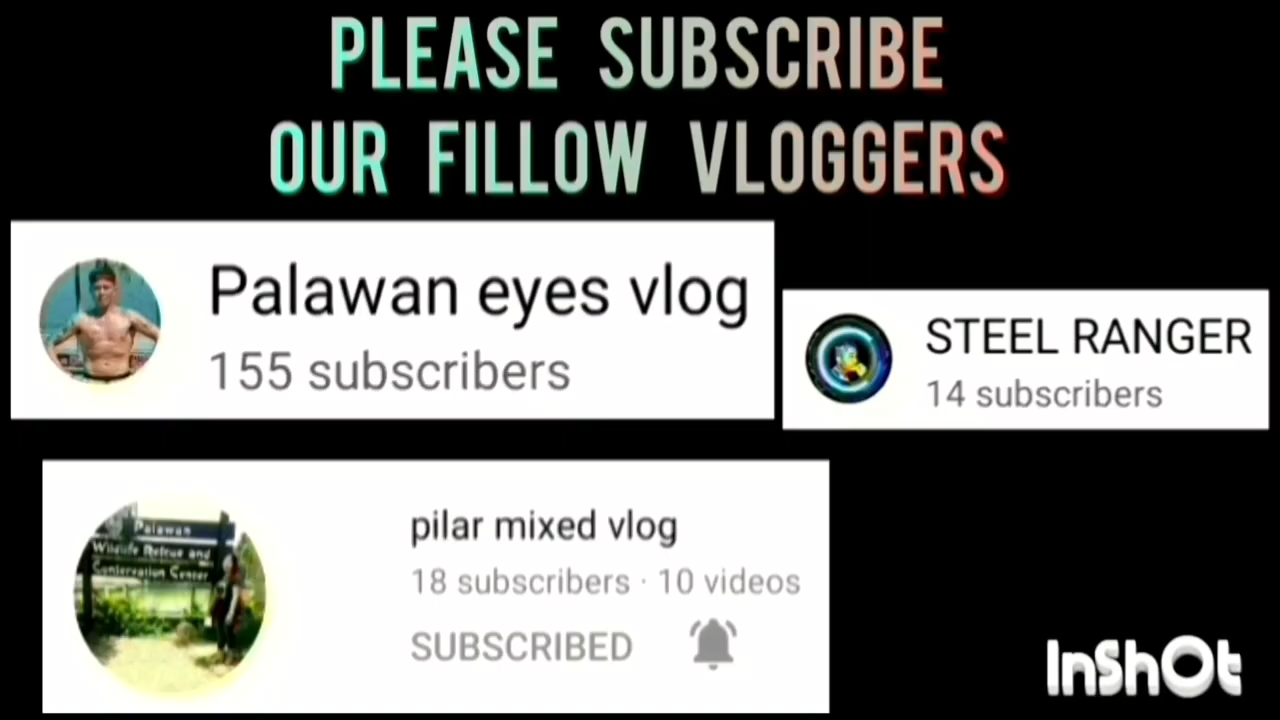 PLEASE SUBSCRIBE
OUR FILLOW VLOGGERS
Palawan eyes vlog
155 subscribers
STEEL RANGER
14 subscribers
Palawan
Wildlife Rescue and
Conservation Center
pilar mixed vlog
18 subscribers · 10 videos
SUBSCRIBED
InShOt